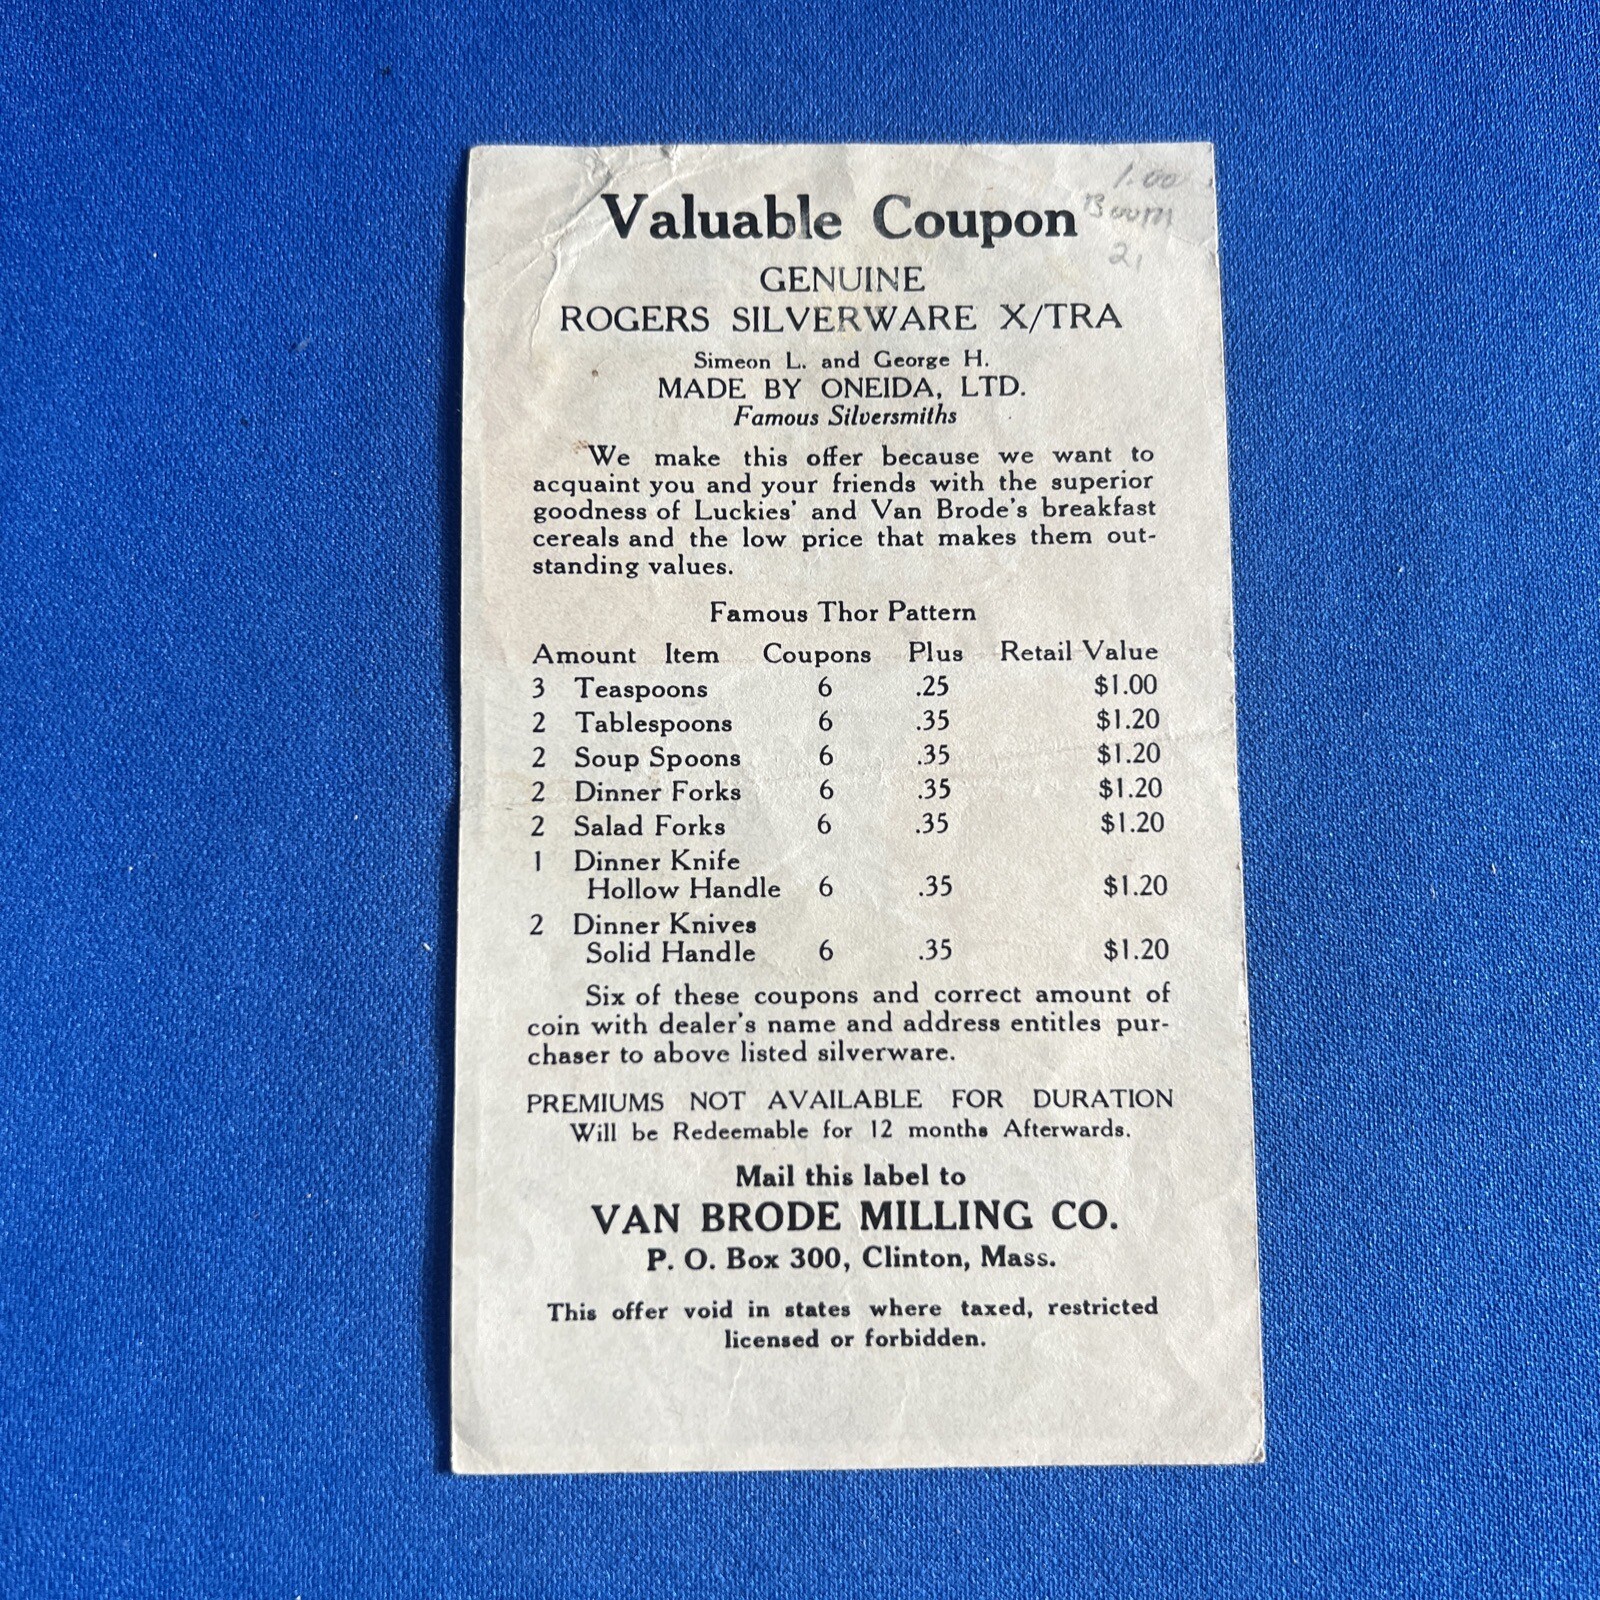 1.00
Boom
2,
Valuable Coupon
GENUINE
ROGERS SILVERWARE X/TRA
Simeon L. and George H.
MADE BY ONEIDA, LTD.
Famous Silversmiths
We make this offer because we want to
acquaint you and your friends with the superior
goodness of Luckies' and Van Brode's breakfast
cereals and the low price that makes them out-
standing values.
Famous Thor Pattern
Amount Item Coupons Plus Retail Value
3 Teaspoons 6 .25 $1.00
2 Tablespoons 6 .35 $1.20
2 Soup Spoons 6 .35 $1.20
2 Dinner Forks 6 .35 $1.20
2 Salad Forks 6 .35 $1.20
1 Dinner Knife
Hollow Handle 6 .35 $1.20
2 Dinner Knives
Solid Handle 6 .35 $1.20
Six of these coupons and correct amount of
coin with dealer's name and address entitles pur-
chaser to above listed silverware.
PREMIUMS NOT AVAILABLE FOR DURATION
Will be Redeemable for 12 months Afterwards.
Mail this label to
VAN BRODE MILLING CO.
P. O. Box 300, Clinton, Mass.
This offer void in states where taxed, restricted
licensed or forbidden.